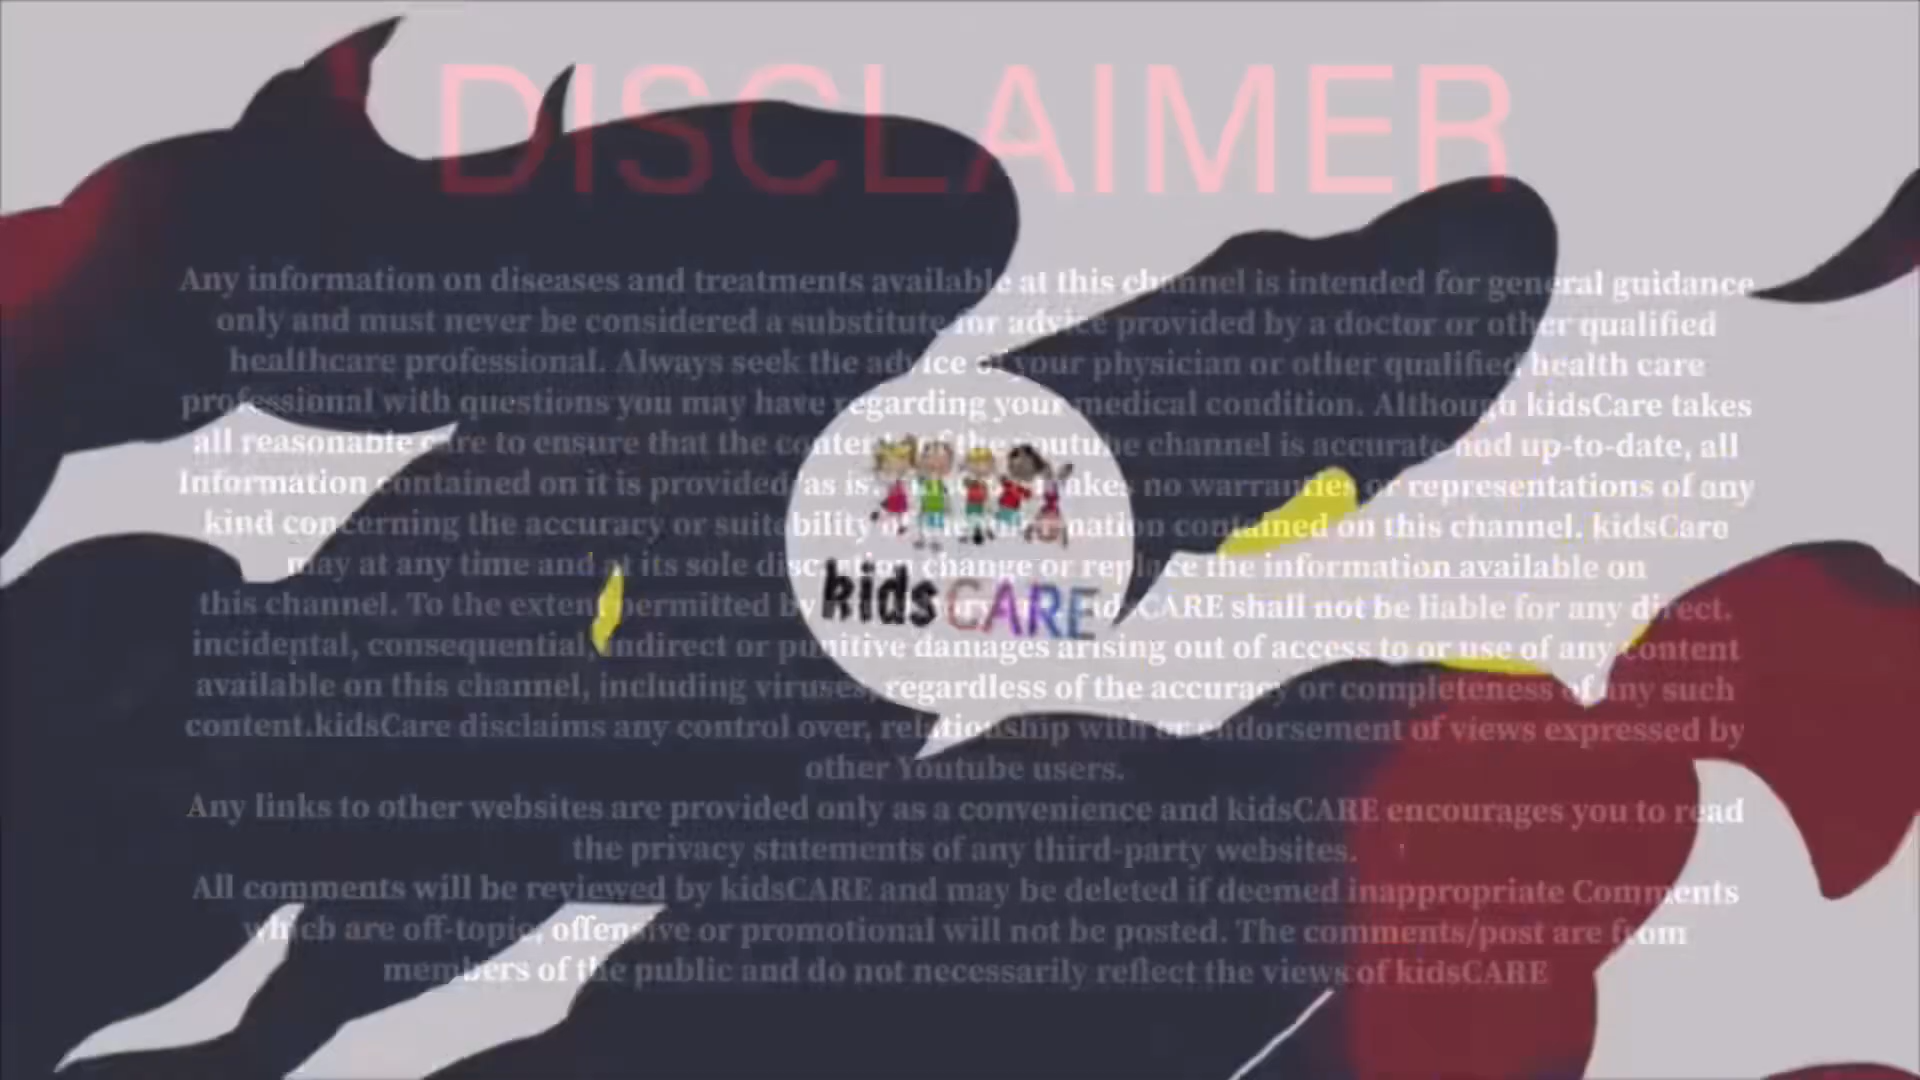 DISCLAIMER
Any information on diseases and treatments available at this channel is intended for general guidance
only and must never be considered a substitute for advice provided by a doctor or other qualified
healthcare professional. Always seek the advice of your physician or other qualified health care
professional with questions you may have regarding your medical condition. Although kidsCare takes
all reasonable care to ensure that the content of the youtube channel is accurate and up-to-date, all
Information contained on it is provided 'as is.' makes no warranties or representations of any
kind concerning the accuracy or suitability of the information contained on this channel. kidsCare
may at any time and at its sole discretion change or replace the information available on
this channel. To the extent permitted by kidsCARE shall not be liable for any direct.
incidental, consequential, indirect or punitive damages arising out of access to or use of any content
available on this channel, including viruses, regardless of the accuracy or completeness of any such
content.kidsCare disclaims any control over, relationship with or endorsement of views expressed by
other Youtube users.
Any links to other websites are provided only as a convenience and kidsCARE encourages you to read
the privacy statements of any third-party websites.
All comments will be reviewed by kidsCARE and may be deleted if deemed inappropriate Comments
which are off-topic, offensive or promotional will not be posted. The comments/post are from
members of the public and do not necessarily reflect the views of kidsCARE
kids CARE